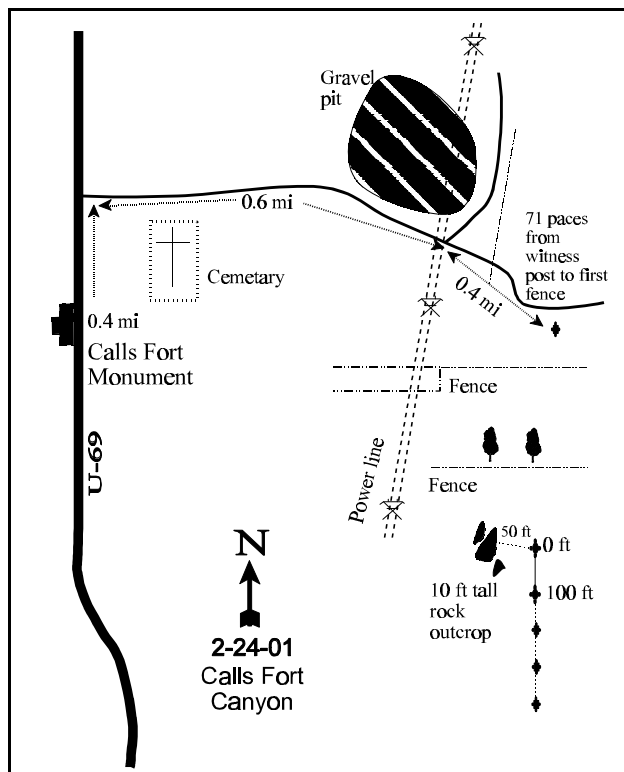 Gravel
pit
0.6 mi
71 paces
from
witness
post to first
fence
Cemetary
0.4 mi
0.4 mi
Calls Fort
Monument
Fence
U-69
Power line
Fence
N
50 ft
0 ft
10 ft tall
rock
outcrop
100 ft
2-24-01
Calls Fort
Canyon